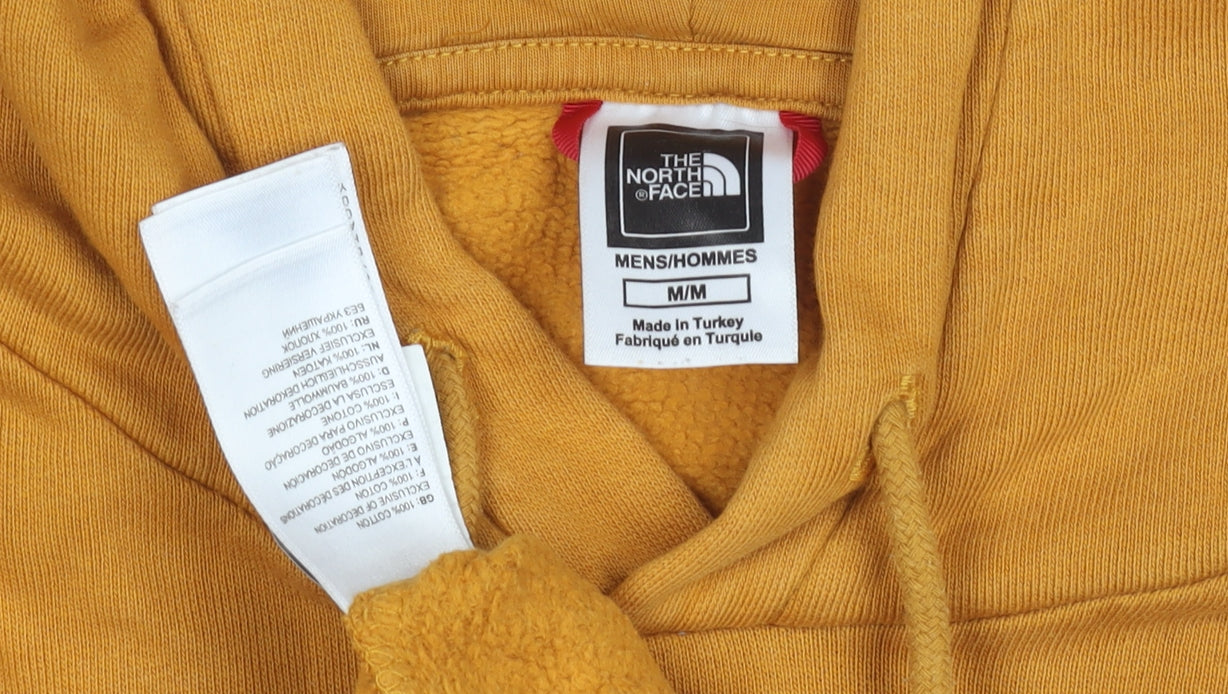 THE
NORTH
®FACE
MENS/HOMMES
M/M
Made In Turkey
Fabriqué en Turquie
GB: 100% COTTON
EXCLUSIVE OF DECORATION
F: 100% COTON
A L'EXCEPTION DES DECORATIONS
E: 100% ALGODÓN
EXCLUSIVO DE DECORACIÓN
P: 100% ALGODÃO
EXCLUSIVO PARA DECORAÇÃO
I: 100% COTONE
ESCLUSA LA DECORAZIONE
D: 100% BAUMWOLLE
AUSSCHLIEßLICH DEKORATION
NL: 100% KATOEN
EXCLUSIEF VERSIERING
RU: 100% ХЛОПОК
БЕЗ УКРАШЕНИЙ